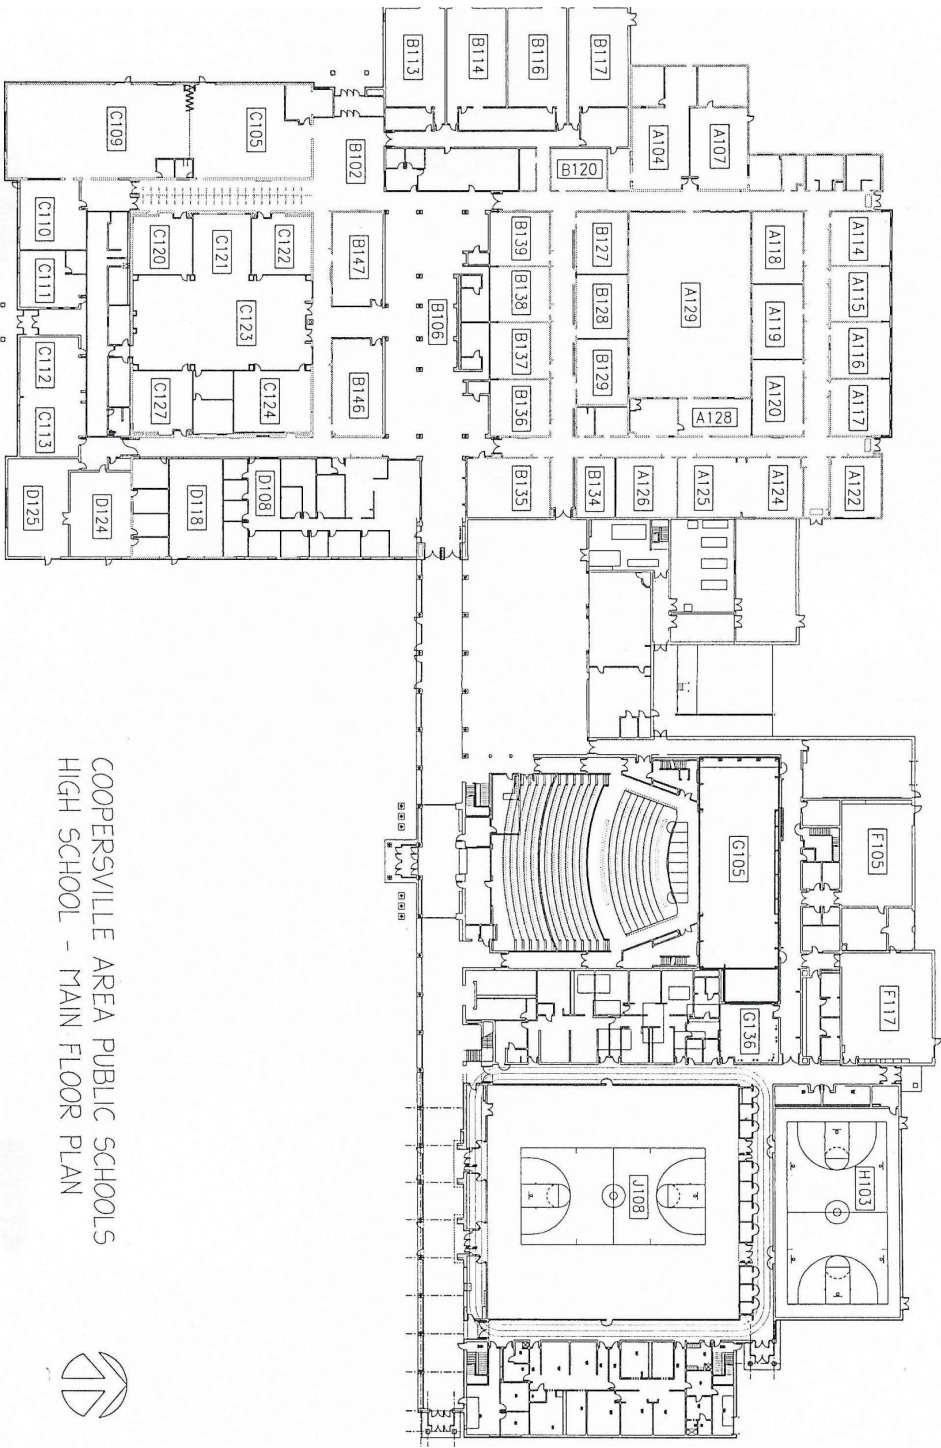 B113
B114
B116
B117
C109
C105
B102
A104
A107
B120
C110
C120
C121
C122
B147
B139
B127
A118
A114
C111
C123
B106
B138
B128
A129
A119
A115
C112
B137
B129
A116
C113
C127
C124
B146
B136
A128
A120
A117
D125
D124
D118
D108
B135
B134
A126
A125
A124
A122
G105
F105
G136
F117
J108
H103
COOPERSVILLE AREA PUBLIC SCHOOLS
HIGH SCHOOL - MAIN FLOOR PLAN